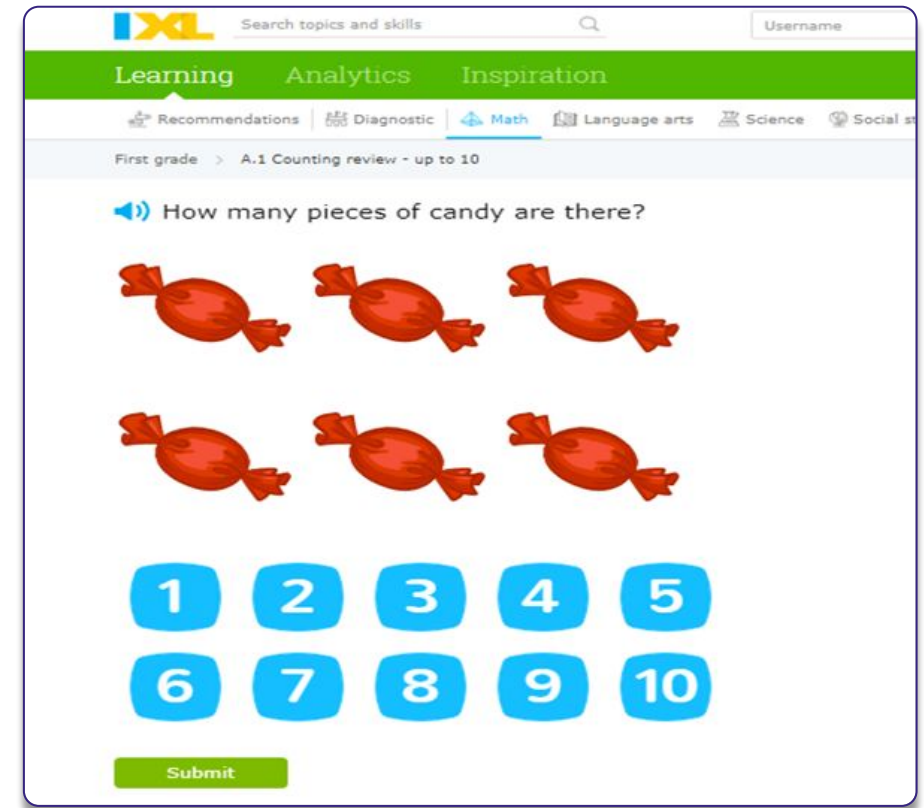 IXL Search topics and skills Username
Learning Analytics Inspiration
Recommendations Diagnostic Math Language arts Science Social st
First grade > A.1 Counting review - up to 10
How many pieces of candy are there?
1 2 3 4 5
6 7 8 9 10
Submit